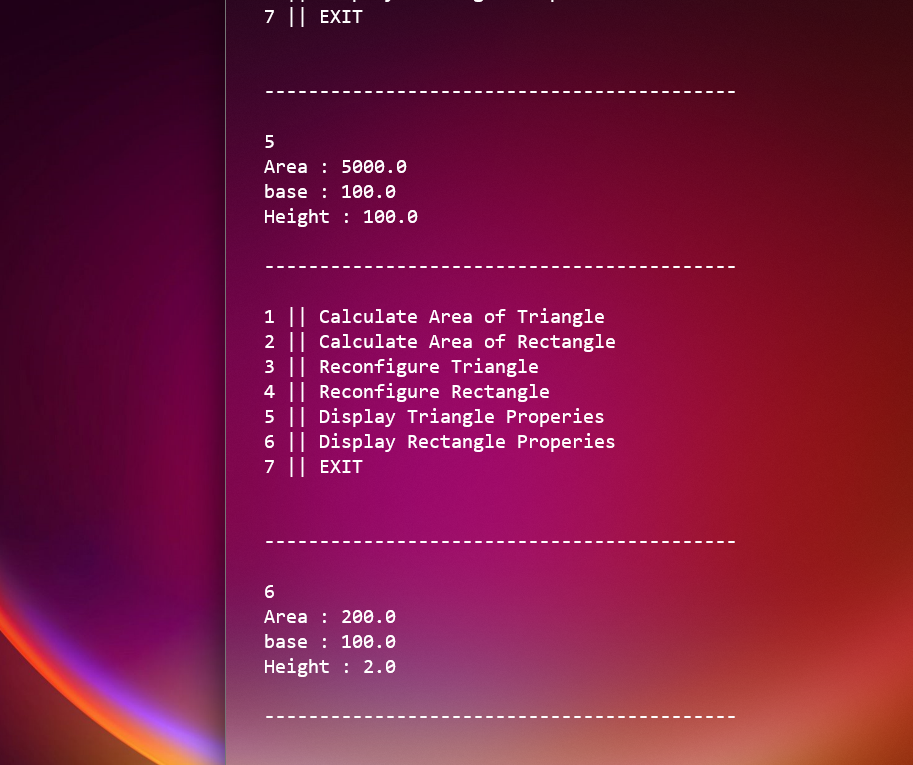 7 || EXIT
-------------------------------------------
5
Area : 5000.0
base : 100.0
Height : 100.0
-------------------------------------------
1 || Calculate Area of Triangle
2 || Calculate Area of Rectangle
3 || Reconfigure Triangle
4 || Reconfigure Rectangle
5 || Display Triangle Properies
6 || Display Rectangle Properies
7 || EXIT
-------------------------------------------
6
Area : 200.0
base : 100.0
Height : 2.0
-------------------------------------------